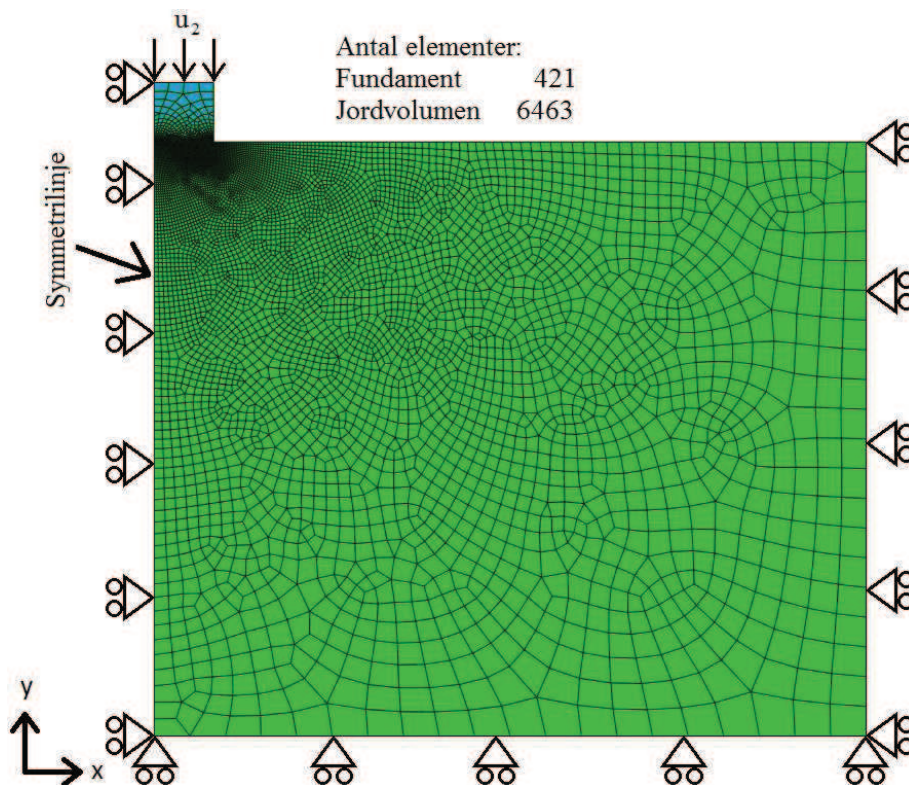 u2
Antal elementer:
Fundament 421
Jordvolumen 6463
Symmetrilinje
y
x